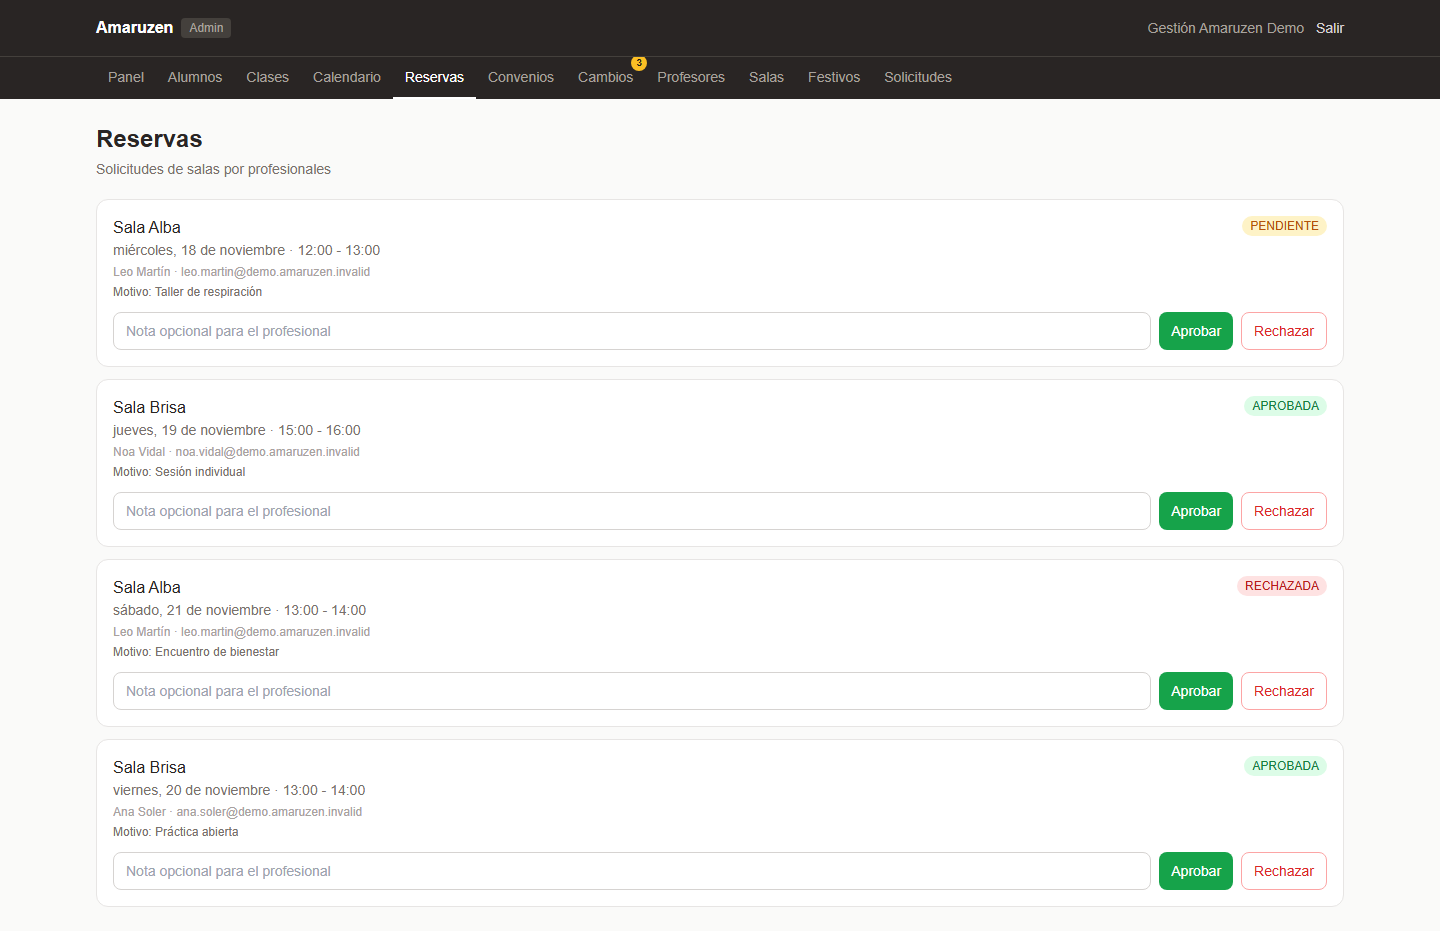 Amaruzen Admin
Gestión Amaruzen Demo Salir
Panel Alumnos Clases Calendario Reservas Convenios Cambios 3 Profesores Salas Festivos Solicitudes
Reservas
Solicitudes de salas por profesionales
Sala Alba
PENDIENTE
miércoles, 18 de noviembre · 12:00 - 13:00
Leo Martín · leo.martin@demo.amaruzen.invalid
Motivo: Taller de respiración
Nota opcional para el profesional Aprobar Rechazar
Sala Brisa
APROBADA
jueves, 19 de noviembre · 15:00 - 16:00
Noa Vidal · noa.vidal@demo.amaruzen.invalid
Motivo: Sesión individual
Nota opcional para el profesional Aprobar Rechazar
Sala Alba
RECHAZADA
sábado, 21 de noviembre · 13:00 - 14:00
Leo Martín · leo.martin@demo.amaruzen.invalid
Motivo: Encuentro de bienestar
Nota opcional para el profesional Aprobar Rechazar
Sala Brisa
APROBADA
viernes, 20 de noviembre · 13:00 - 14:00
Ana Soler · ana.soler@demo.amaruzen.invalid
Motivo: Práctica abierta
Nota opcional para el profesional Aprobar Rechazar